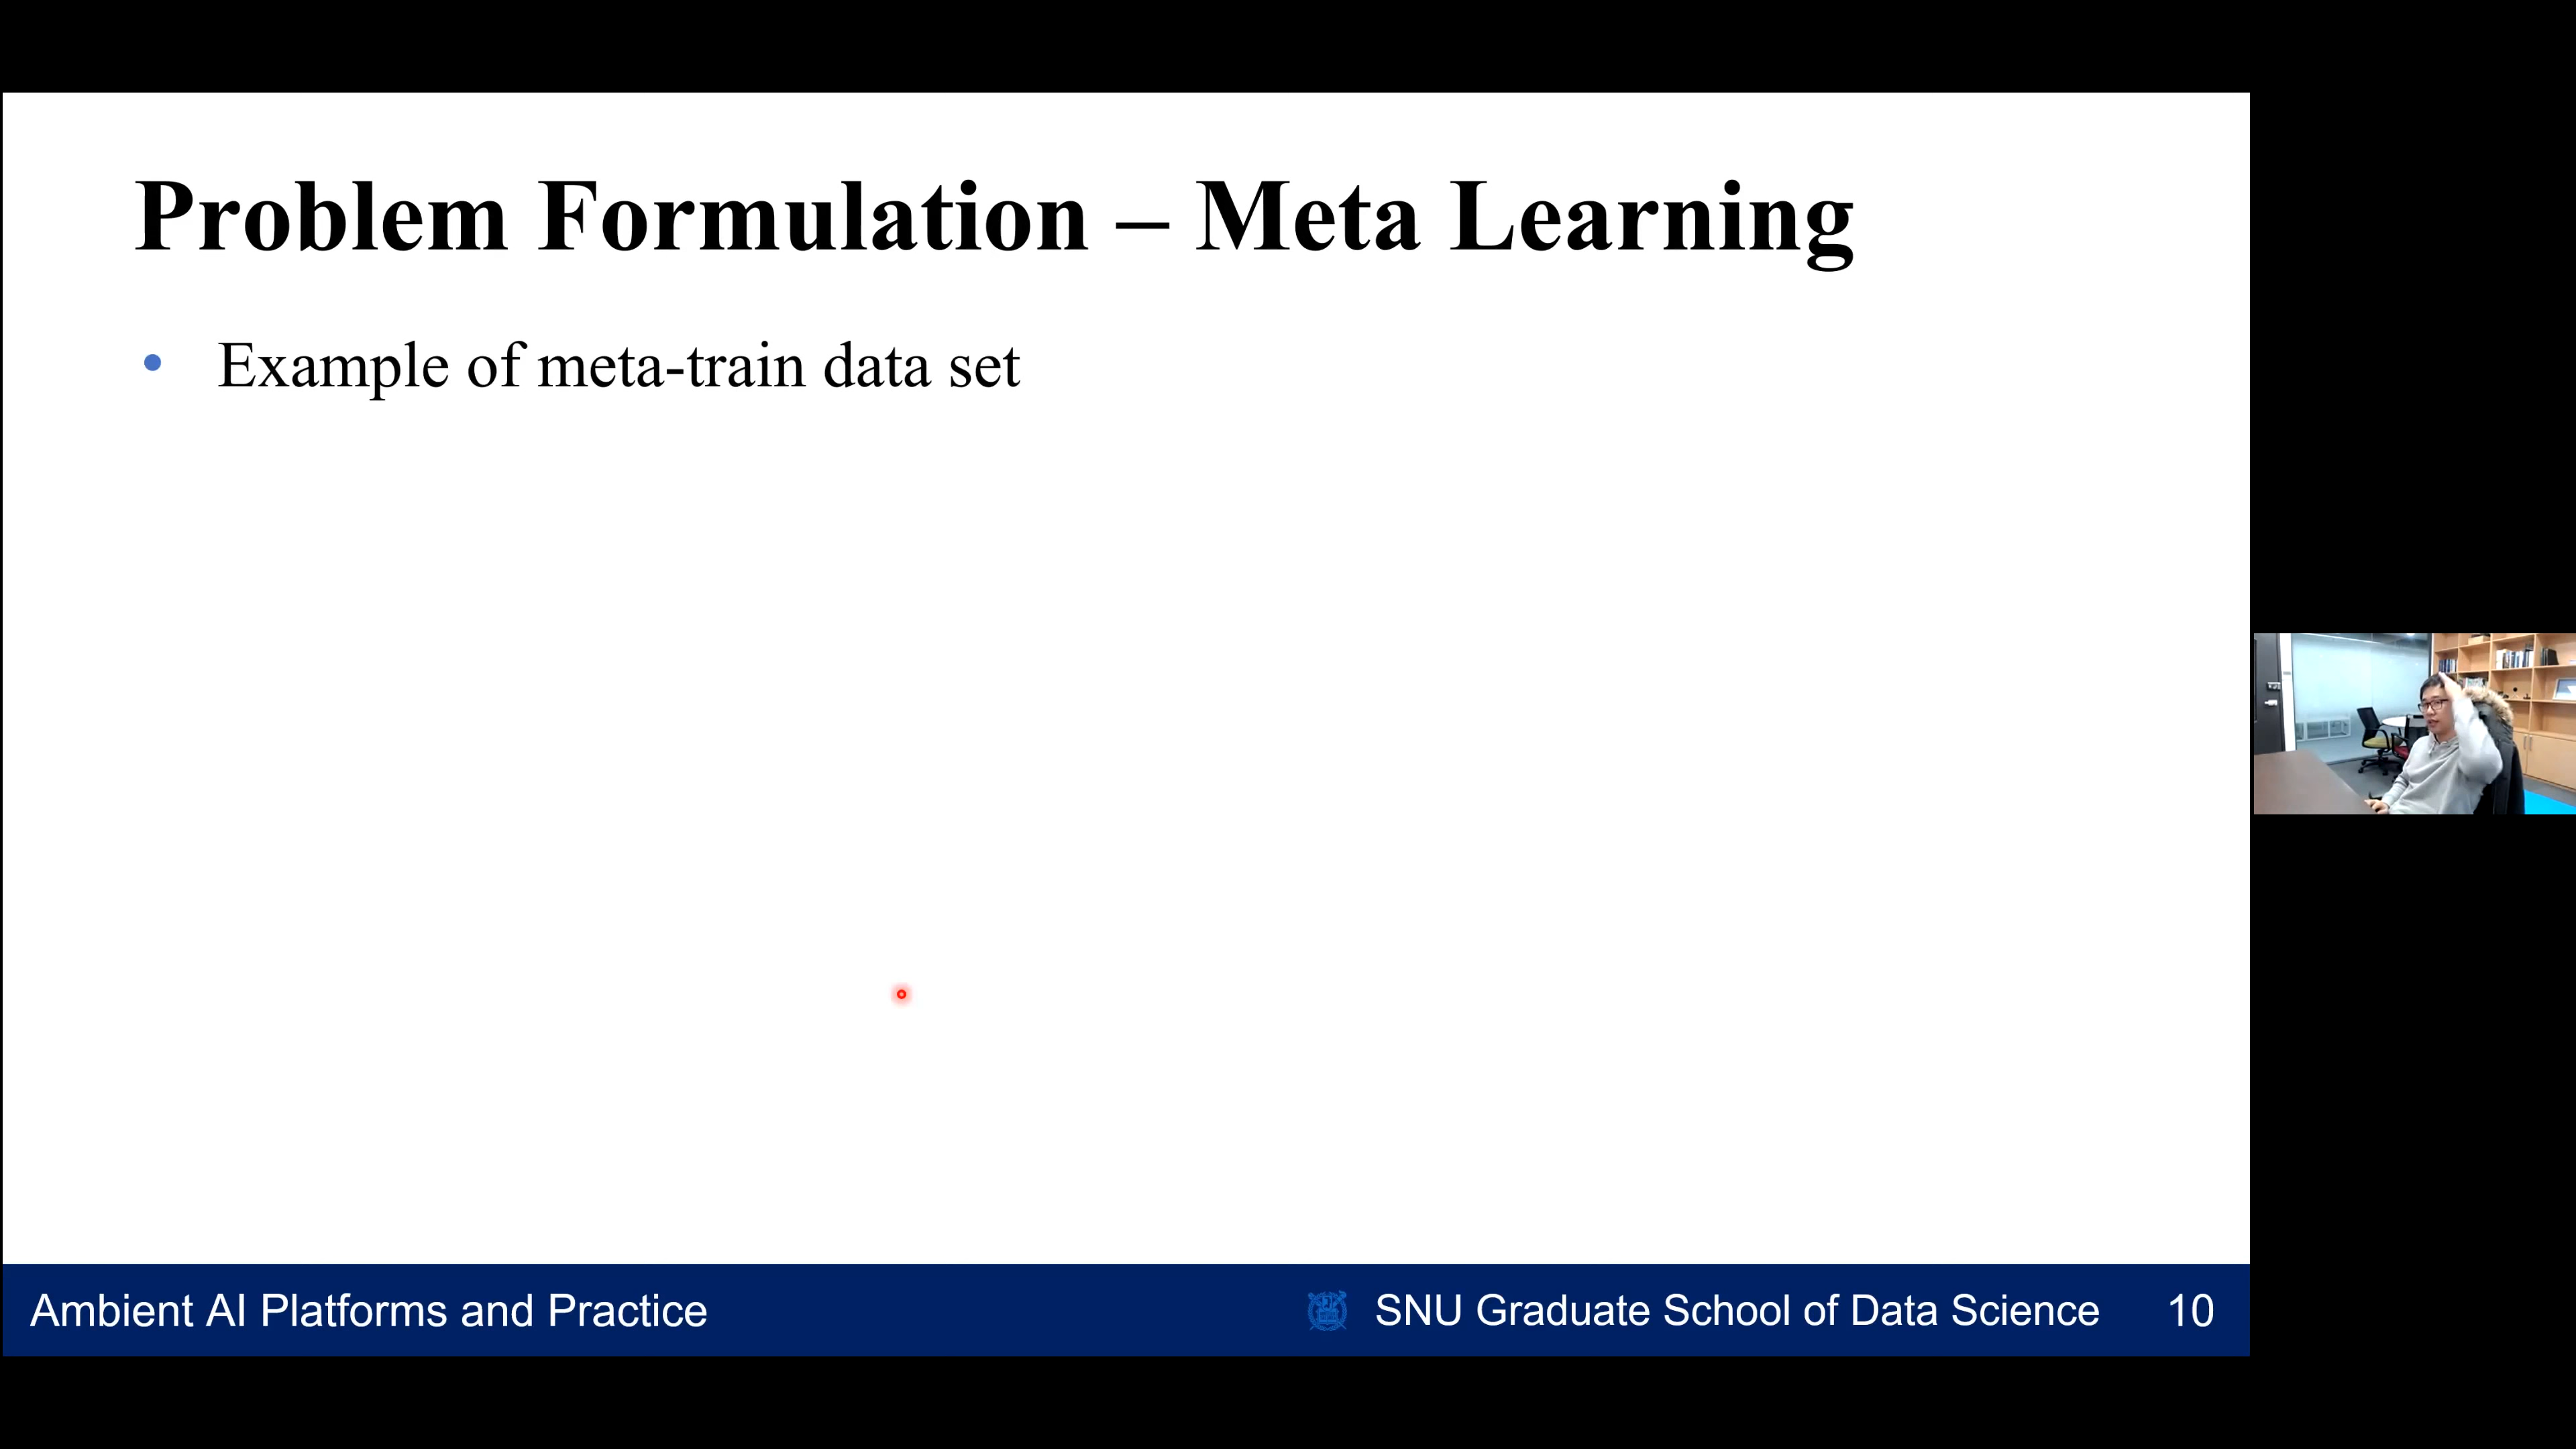 Problem Formulation – Meta Learning
• Example of meta-train data set
Ambient AI Platforms and Practice
SNU Graduate School of Data Science
10